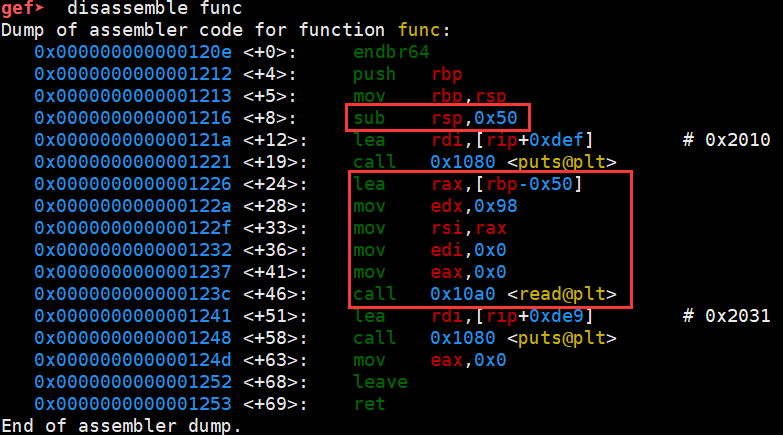 gef➤  disassemble func
Dump of assembler code for function func:
   0x000000000000120e <+0>:     endbr64
   0x0000000000001212 <+4>:     push   rbp
   0x0000000000001213 <+5>:     mov    rbp,rsp
   0x0000000000001216 <+8>:     sub    rsp,0x50
   0x000000000000121a <+12>:    lea    rdi,[rip+0xdef]        # 0x2010
   0x0000000000001221 <+19>:    call   0x1080 <puts@plt>
   0x0000000000001226 <+24>:    lea    rax,[rbp-0x50]
   0x000000000000122a <+28>:    mov    edx,0x98
   0x000000000000122f <+33>:    mov    rsi,rax
   0x0000000000001232 <+36>:    mov    edi,0x0
   0x0000000000001237 <+41>:    mov    eax,0x0
   0x000000000000123c <+46>:    call   0x10a0 <read@plt>
   0x0000000000001241 <+51>:    lea    rdi,[rip+0xde9]        # 0x2031
   0x0000000000001248 <+58>:    call   0x1080 <puts@plt>
   0x000000000000124d <+63>:    mov    eax,0x0
   0x0000000000001252 <+68>:    leave
   0x0000000000001253 <+69>:    ret
End of assembler dump.